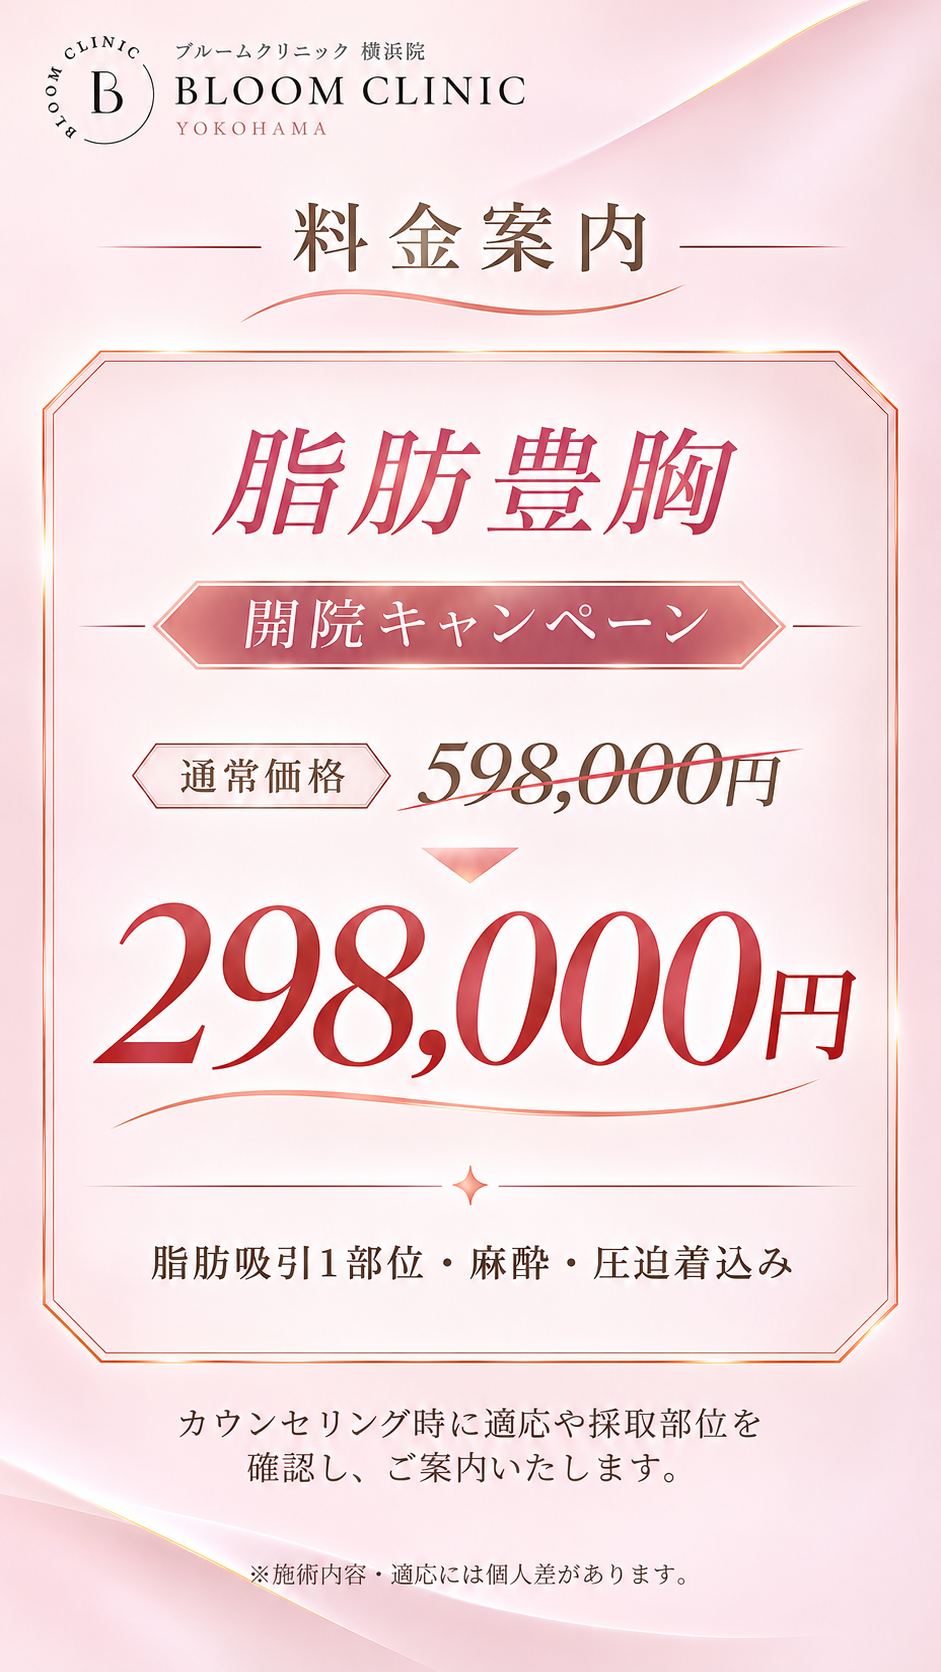 BLOOM CLINIC
B
ブルームクリニック 横浜院
BLOOM CLINIC
YOKOHAMA
料金案内
脂肪豊胸
開院キャンペーン
通常価格 598,000円
298,000円
脂肪吸引1部位・麻酔・圧迫着込み
カウンセリング時に適応や採取部位を
確認し、ご案内いたします。
※施術内容・適応には個人差があります。